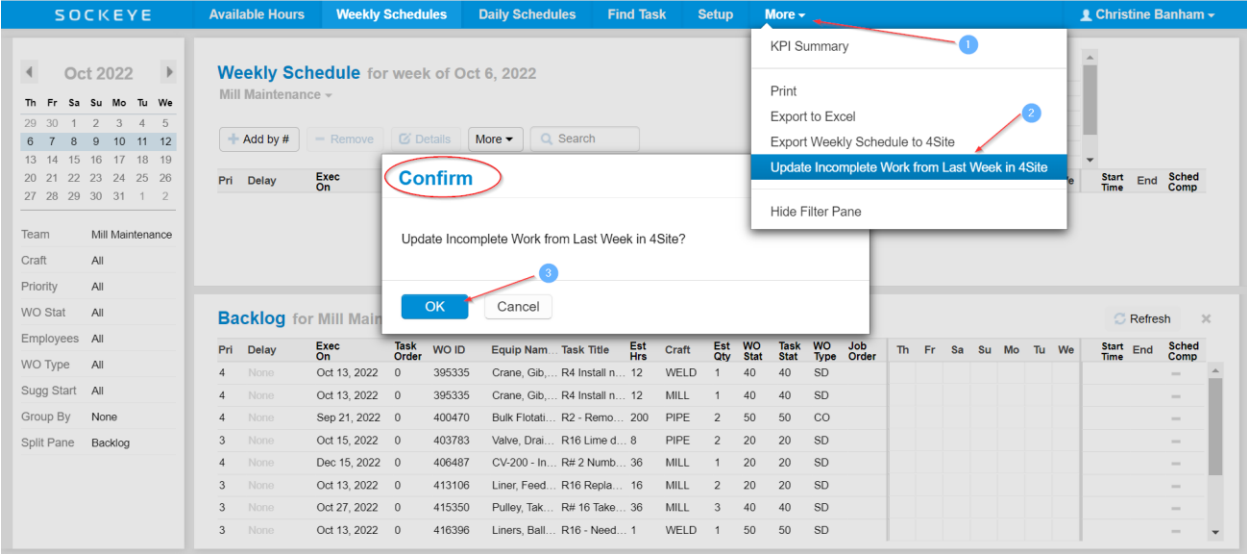 SOCKEYE Available Hours Weekly Schedules Daily Schedules Find Task Setup More Christine Banham
1
KPI Summary
Print
Export to Excel
2
Export Weekly Schedule to 4Site
Update Incomplete Work from Last Week in 4Site
Hide Filter Pane
Oct 2022
Th Fr Sa Su Mo Tu We
29 30 1 2 3 4 5
6 7 8 9 10 11 12
13 14 15 16 17 18 19
20 21 22 23 24 25 26
27 28 29 30 31 1 2
Team Mill Maintenance
Craft All
Priority All
WO Stat All
Employees All
WO Type All
Sugg Start All
Group By None
Split Pane Backlog
Weekly Schedule for week of Oct 6, 2022
Mill Maintenance
Add by # Remove Details More Search
Pri Delay Exec On Start Time End Sched Comp
Confirm
Update Incomplete Work from Last Week in 4Site?
3
OK Cancel
Backlog for Mill Main
Refresh
Pri Delay Exec On Task Order WO ID Equip Nam... Task Title Est Hrs Craft Est Qty WO Stat Task Stat WO Type Job Order Th Fr Sa Su Mo Tu We Start Time End Sched Comp
4 None Oct 13, 2022 0 395335 Crane, Gib,... R4 Install n... 12 WELD 1 40 40 SD
4 None Oct 13, 2022 0 395335 Crane, Gib,... R4 Install n... 12 MILL 1 40 40 SD
4 None Sep 21, 2022 0 400470 Bulk Flotati... R2 - Remo... 200 PIPE 2 50 50 CO
3 None Oct 15, 2022 0 403783 Valve, Drai... R16 Lime d... 8 PIPE 2 20 20 SD
4 None Dec 15, 2022 0 406487 CV-200 - In... R# 2 Numb... 36 MILL 1 20 20 SD
3 None Oct 13, 2022 0 413106 Liner, Feed... R16 Repla... 16 MILL 2 20 20 SD
3 None Oct 27, 2022 0 415350 Pulley, Tak... R# 16 Take... 36 MILL 3 40 40 SD
3 None Oct 13, 2022 0 416396 Liners, Ball... R16 - Need... 1 WELD 1 50 50 SD